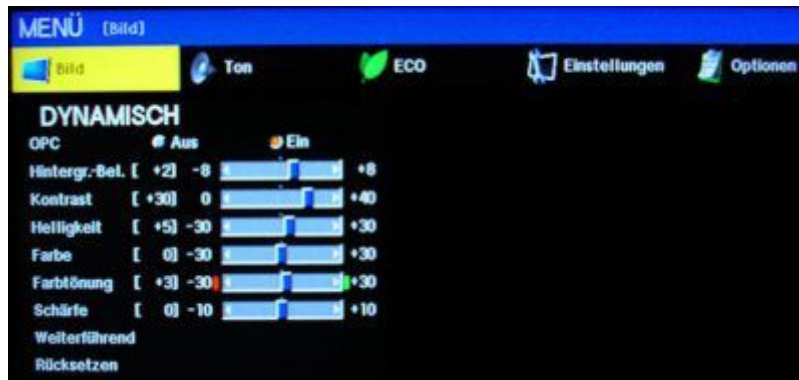 MENÜ [Bild]
Bild Ton ECO Einstellungen Optionen
DYNAMISCH
OPC Aus Ein
Hintergr.-Bel. [ +2] -8 +8
Kontrast [ +30] 0 +40
Helligkeit [ +5] -30 +30
Farbe [ 0] -30 +30
Farbtönung [ +3] -30 +30
Schärfe [ 0] -10 +10
Weiterführend
Rücksetzen